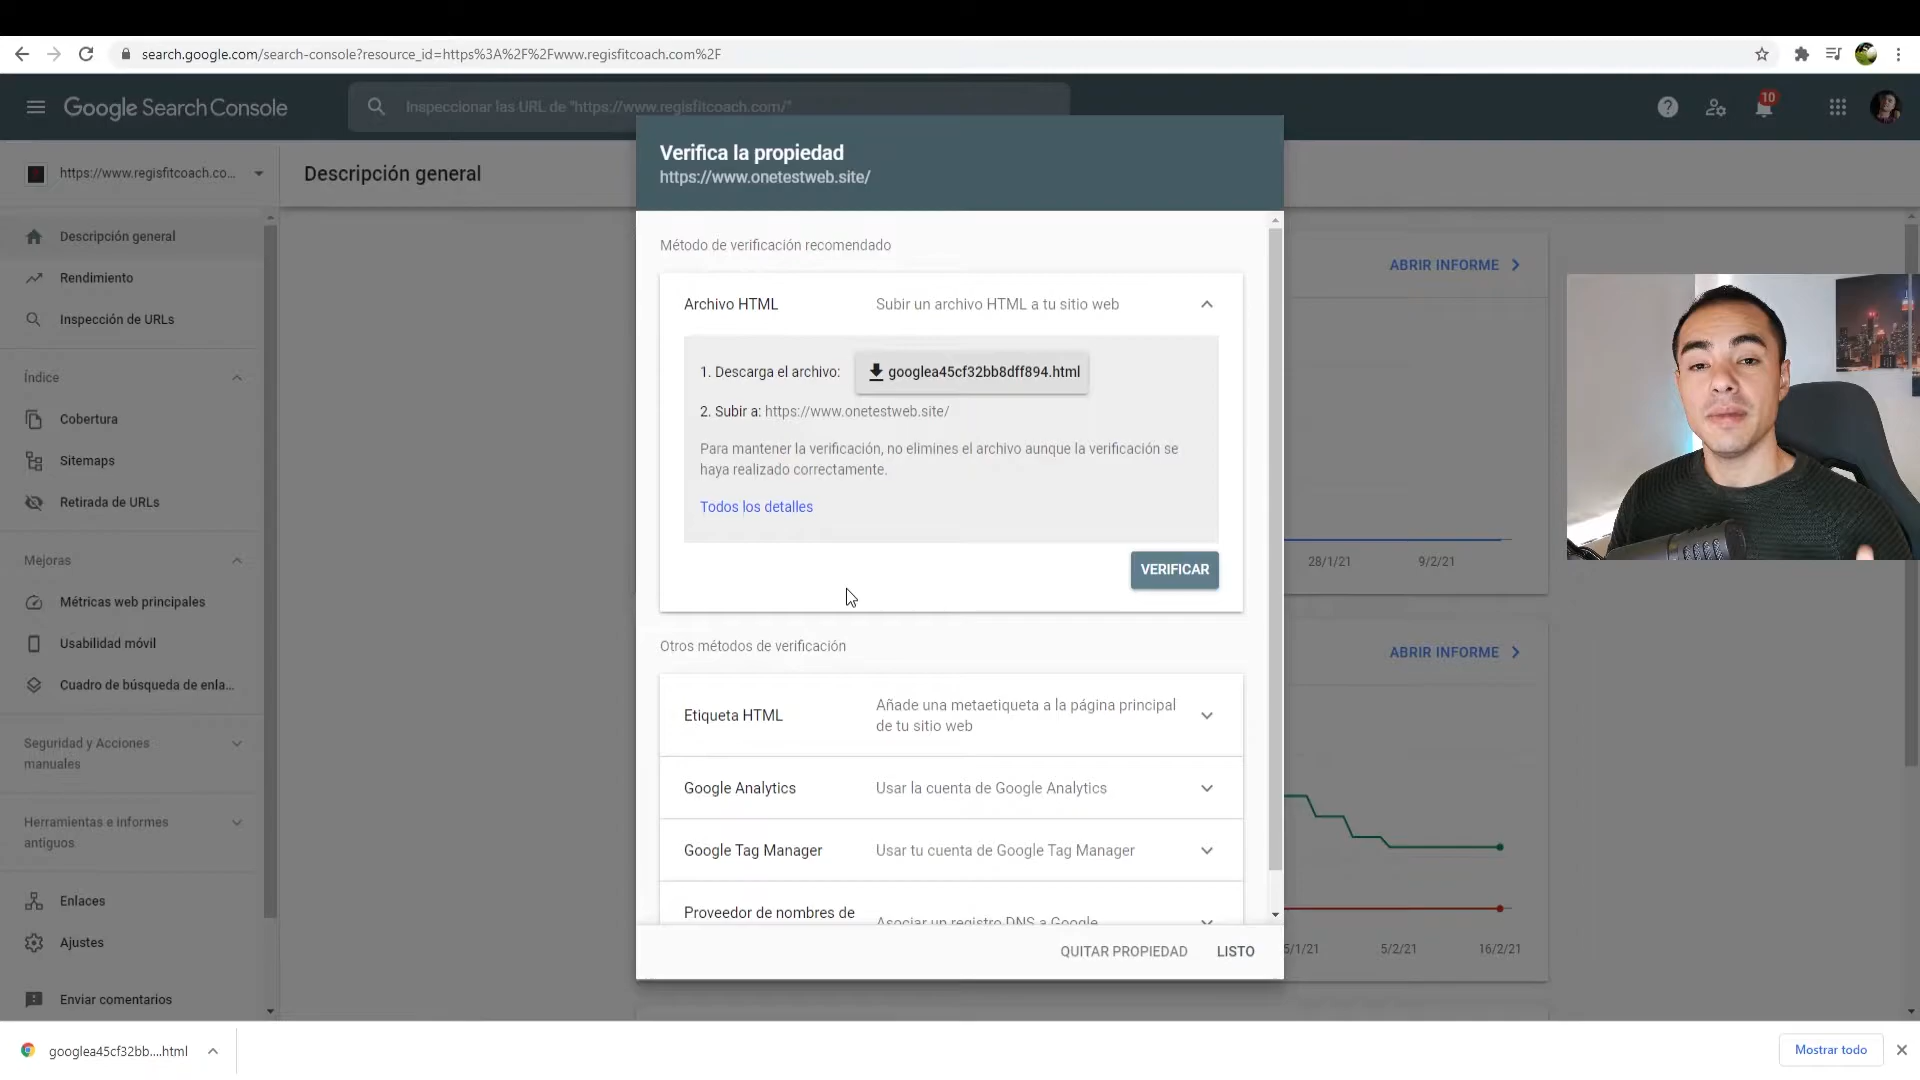 search.google.com/search-console?resource_id=https%3A%2F%2Fwww.regisfitcoach.com%2F
Google Search Console
Inspeccionar las URL de "https://www.regisfitcoach.com/"
10
https://www.regisfitcoach.co...
Descripción general
Descripción general
Rendimiento
Inspección de URLs
Índice
Cobertura
Sitemaps
Retirada de URLs
Mejoras
Métricas web principales
Usabilidad móvil
Cuadro de búsqueda de enla...
Seguridad y Acciones
manuales
Herramientas e informes
antiguos
Enlaces
Ajustes
Enviar comentarios
Verifica la propiedad
https://www.onetestweb.site/
Método de verificación recomendado
Archivo HTML
Subir un archivo HTML a tu sitio web
1. Descarga el archivo:
googlea45cf32bb8dff894.html
2. Subir a: https://www.onetestweb.site/
Para mantener la verificación, no elimines el archivo aunque la verificación se
haya realizado correctamente.
Todos los detalles
VERIFICAR
Otros métodos de verificación
Etiqueta HTML
Añade una metaetiqueta a la página principal
de tu sitio web
Google Analytics
Usar la cuenta de Google Analytics
Google Tag Manager
Usar tu cuenta de Google Tag Manager
Proveedor de nombres de
Asociar un registro DNS a Google
QUITAR PROPIEDAD
LISTO
ABRIR INFORME
28/1/21
9/2/21
ABRIR INFORME
5/1/21
5/2/21
16/2/21
googlea45cf32bb....html
Mostrar todo